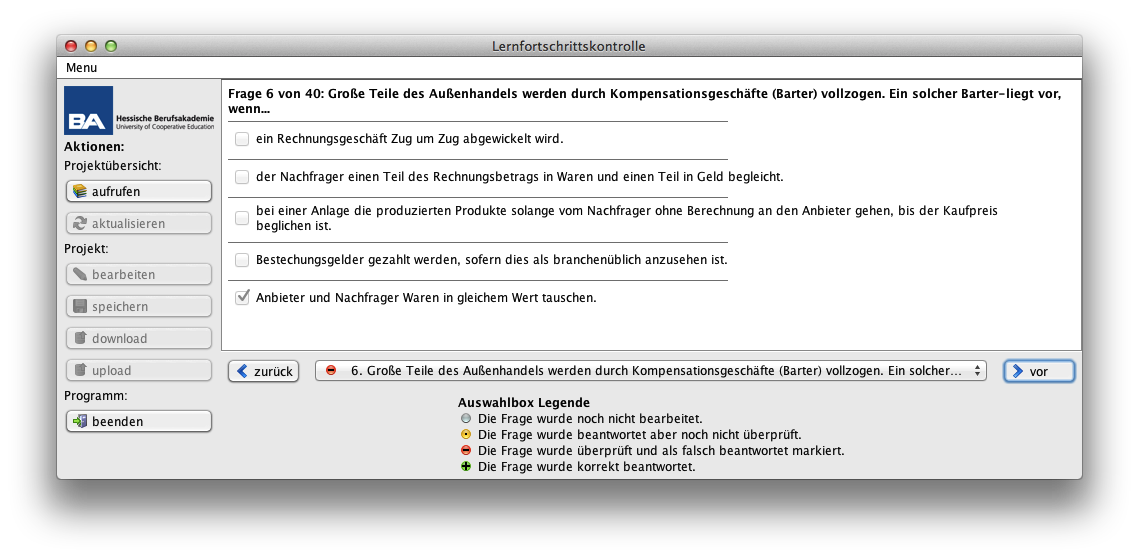 Lernfortschrittskontrolle
Menu
BA
Hessische Berufsakademie
University of Cooperative Education
Aktionen:
Projektübersicht:
aufrufen
aktualisieren
Projekt:
bearbeiten
speichern
download
upload
Programm:
beenden
Frage 6 von 40: Große Teile des Außenhandels werden durch Kompensationsgeschäfte (Barter) vollzogen. Ein solcher Barter-liegt vor,
wenn...
ein Rechnungsgeschäft Zug um Zug abgewickelt wird.
der Nachfrager einen Teil des Rechnungsbetrags in Waren und einen Teil in Geld begleicht.
bei einer Anlage die produzierten Produkte solange vom Nachfrager ohne Berechnung an den Anbieter gehen, bis der Kaufpreis
beglichen ist.
Bestechungsgelder gezahlt werden, sofern dies als branchenüblich anzusehen ist.
Anbieter und Nachfrager Waren in gleichem Wert tauschen.
zurück
6. Große Teile des Außenhandels werden durch Kompensationsgeschäfte (Barter) vollzogen. Ein solcher...
vor
Auswahlbox Legende
Die Frage wurde noch nicht bearbeitet.
Die Frage wurde beantwortet aber noch nicht überprüft.
Die Frage wurde überprüft und als falsch beantwortet markiert.
Die Frage wurde korrekt beantwortet.